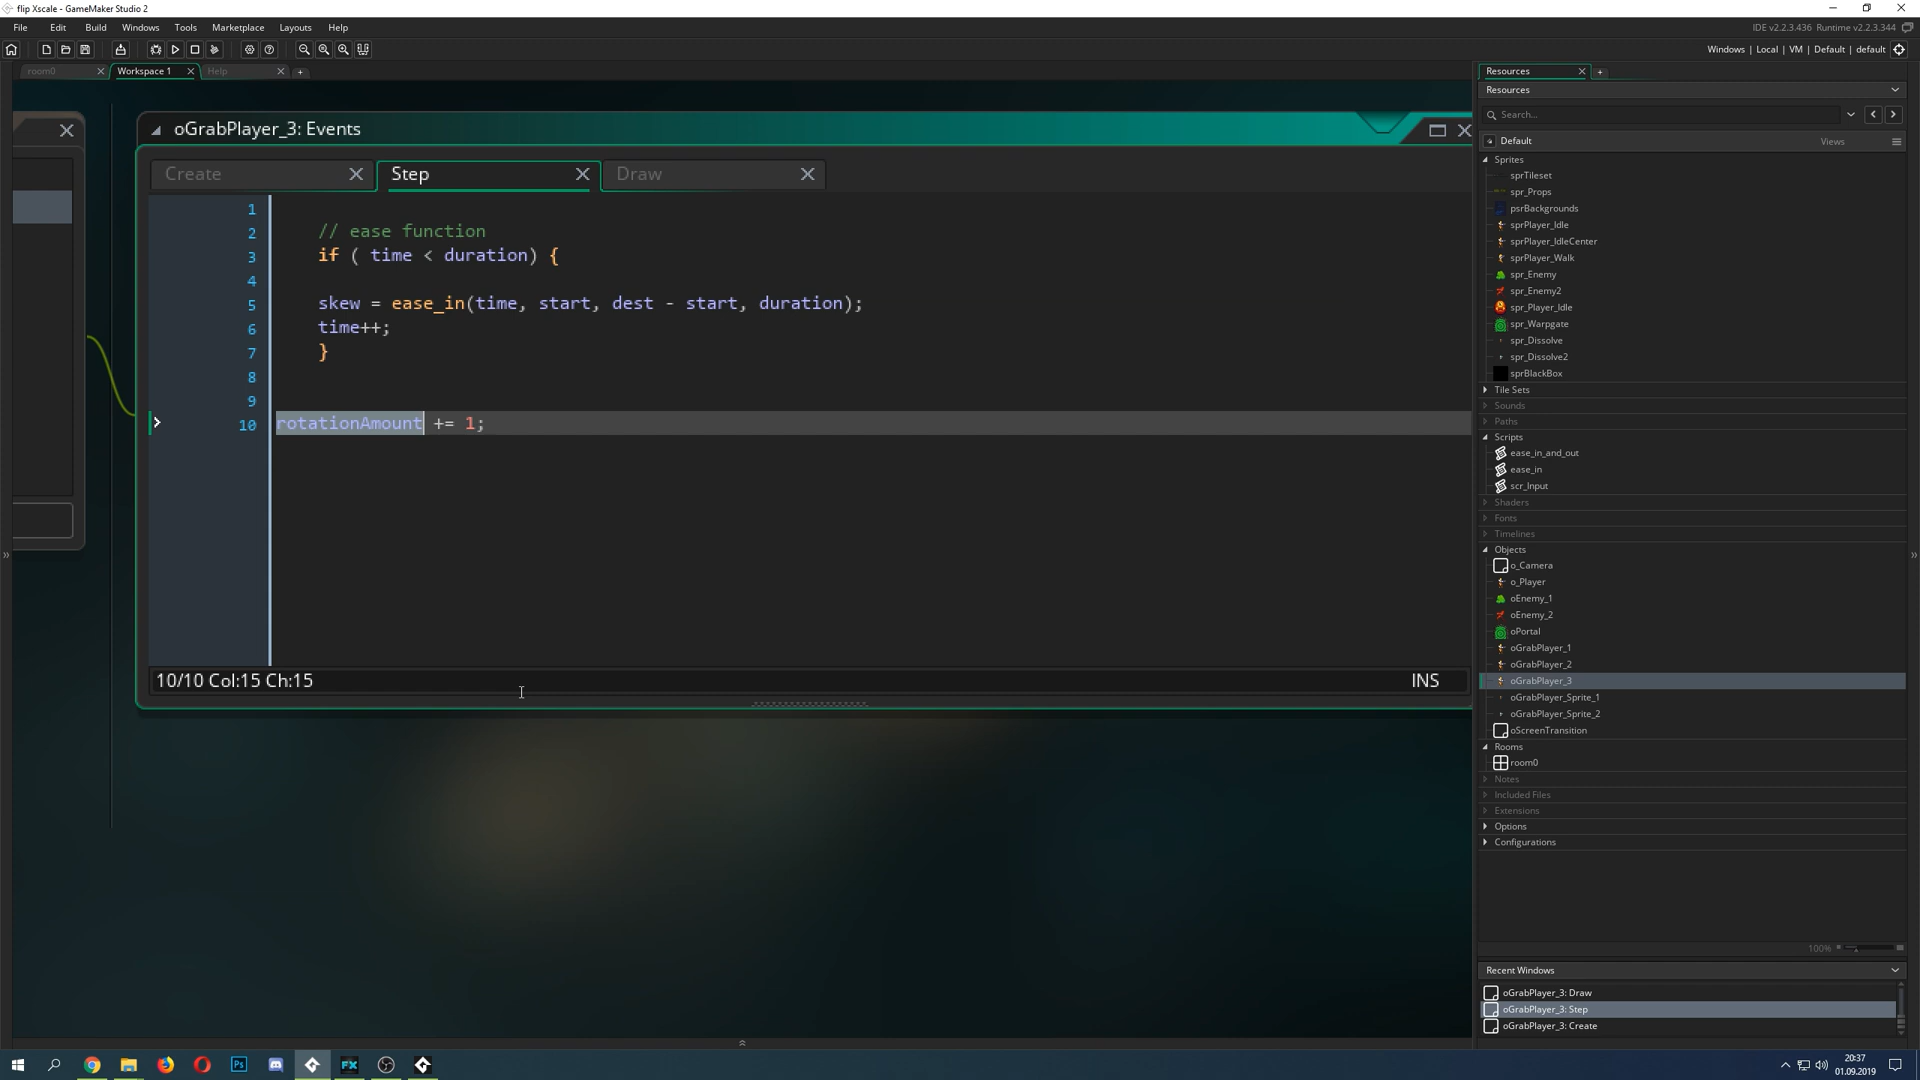 flip Xscale - GameMaker Studio 2
File Edit Build Windows Tools Marketplace Layouts Help
IDE v2.2.3.436 Runtime v2.2.3.344
Windows | Local | VM | Default | default
room0
Workspace 1
Help
oGrabPlayer_3: Events
Create
Step
Draw
1
2 // ease function
3 if ( time < duration) {
4
5 skew = ease_in(time, start, dest - start, duration);
6 time++;
7 }
8
9
10 rotationAmount += 1;
10/10 Col:15 Ch:15
INS
Resources
Resources
Search...
Default
Views
Sprites
sprTileset
spr_Props
psrBackgrounds
sprPlayer_Idle
sprPlayer_IdleCenter
sprPlayer_Walk
spr_Enemy
spr_Enemy2
spr_Player_Idle
spr_Warpgate
spr_Dissolve
spr_Dissolve2
sprBlackBox
Tile Sets
Sounds
Paths
Scripts
ease_in_and_out
ease_in
scr_Input
Shaders
Fonts
Timelines
Objects
o_Camera
o_Player
oEnemy_1
oEnemy_2
oPortal
oGrabPlayer_1
oGrabPlayer_2
oGrabPlayer_3
oGrabPlayer_Sprite_1
oGrabPlayer_Sprite_2
oScreenTransition
Rooms
room0
Notes
Included Files
Extensions
Options
Configurations
100%
Recent Windows
oGrabPlayer_3: Draw
oGrabPlayer_3: Step
oGrabPlayer_3: Create
Ps
FX
20:37
01.09.2019